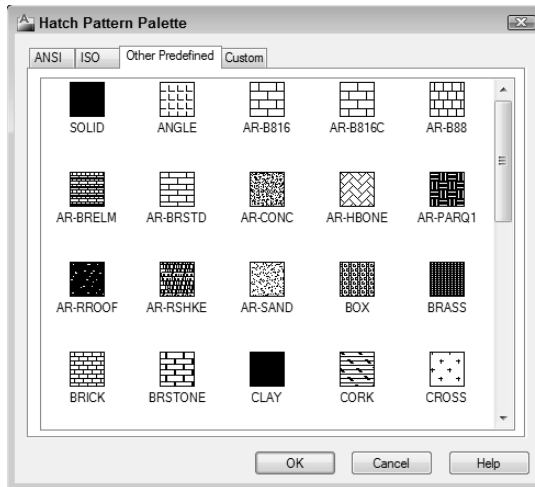 Hatch Pattern Palette
ANSI ISO Other Predefined Custom
SOLID ANGLE AR-B816 AR-B816C AR-B88
AR-BRELM AR-BRSTD AR-CONC AR-HBONE AR-PARQ1
AR-RROOF AR-RSHKE AR-SAND BOX BRASS
BRICK BRSTONE CLAY CORK CROSS
OK Cancel Help